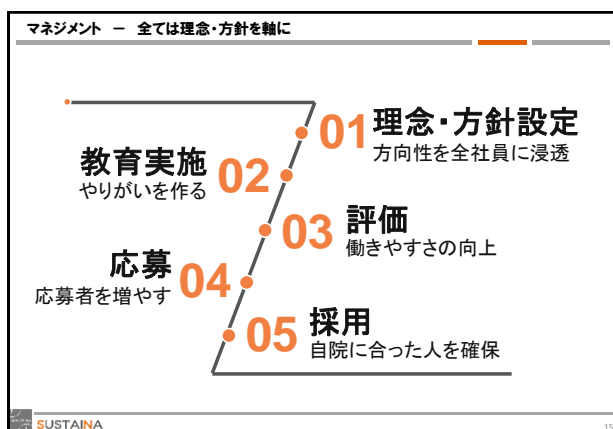 マネジメント － 全ては理念・方針を軸に
01 理念・方針設定
方向性を全社員に浸透
教育実施 02
やりがいを作る
03 評価
働きやすさの向上
応募 04
応募者を増やす
05 採用
自院に合った人を確保
SUSTAINA
15